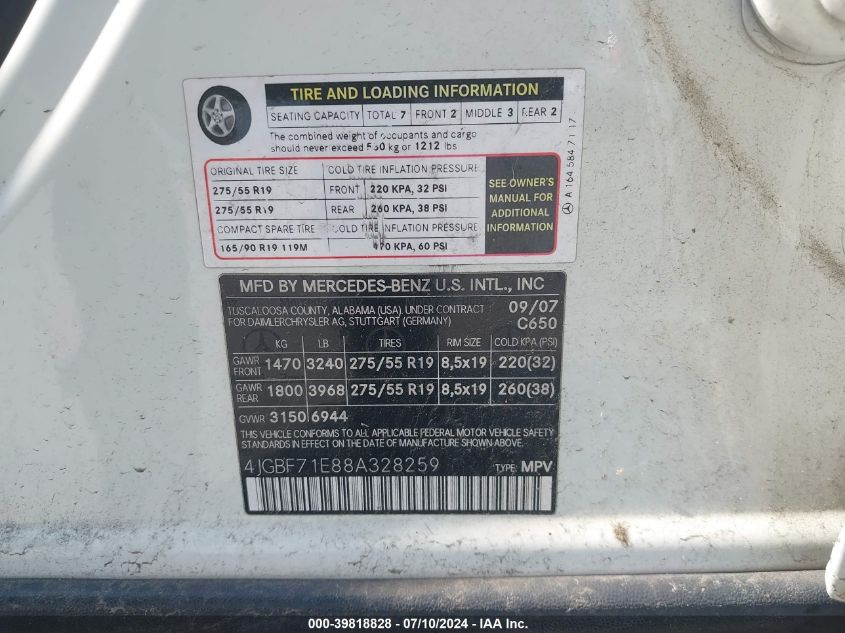 TIRE AND LOADING INFORMATION
SEATING CAPACITY TOTAL 7 FRONT 2 MIDDLE 3 REAR 2
The combined weight of occupants and cargo
should never exceed 550 kg or 1212 lbs
ORIGINAL TIRE SIZE COLD TIRE INFLATION PRESSURE
275/55 R19 FRONT 220 KPA, 32 PSI
275/55 R19 REAR 260 KPA, 38 PSI
COMPACT SPARE TIRE COLD TIRE INFLATION PRESSURE
165/90 R19 119M 470 KPA, 60 PSI
SEE OWNER'S
MANUAL FOR
ADDITIONAL
INFORMATION
A 164 584 71 17
MFD BY MERCEDES-BENZ U.S. INTL., INC
TUSCALOOSA COUNTY, ALABAMA (USA). UNDER CONTRACT 09/07
FOR DAIMLERCHRYSLER AG, STUTTGART (GERMANY) C650
KG LB TIRES RIM SIZE COLD KPA (PSI)
GAWR FRONT 1470 3240 275/55 R19 8,5x19 220(32)
GAWR REAR 1800 3968 275/55 R19 8,5x19 260(38)
GVWR 3150 6944
THIS VEHICLE CONFORMS TO ALL APPLICABLE FEDERAL MOTOR VEHICLE SAFETY
STANDARDS IN EFFECT ON THE DATE OF MANUFACTURE SHOWN ABOVE.
4JGBF71E88A328259 TYPE: MPV
000-39818828 - 07/10/2024 - IAA Inc.